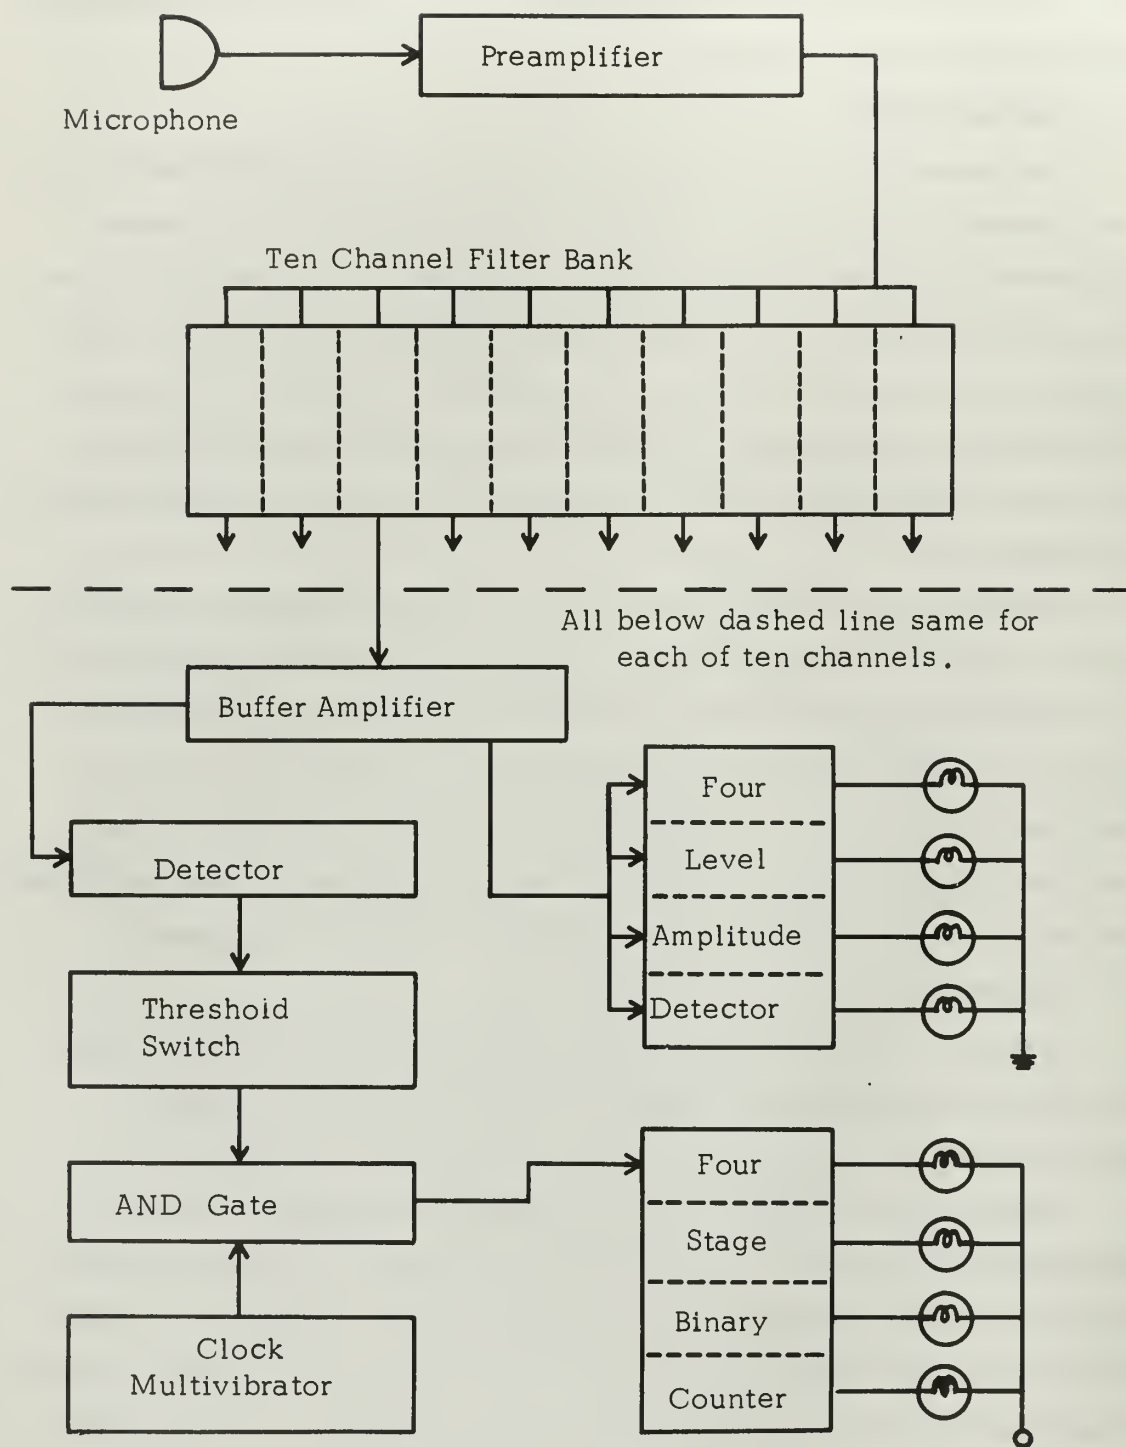 Preamplifier
Microphone
Ten Channel Filter Bank
All below dashed line same for
each of ten channels.
Buffer Amplifier
Four
Level
Amplitude
Detector
Detector
Threshold
Switch
AND Gate
Clock
Multivibrator
Four
Stage
Binary
Counter